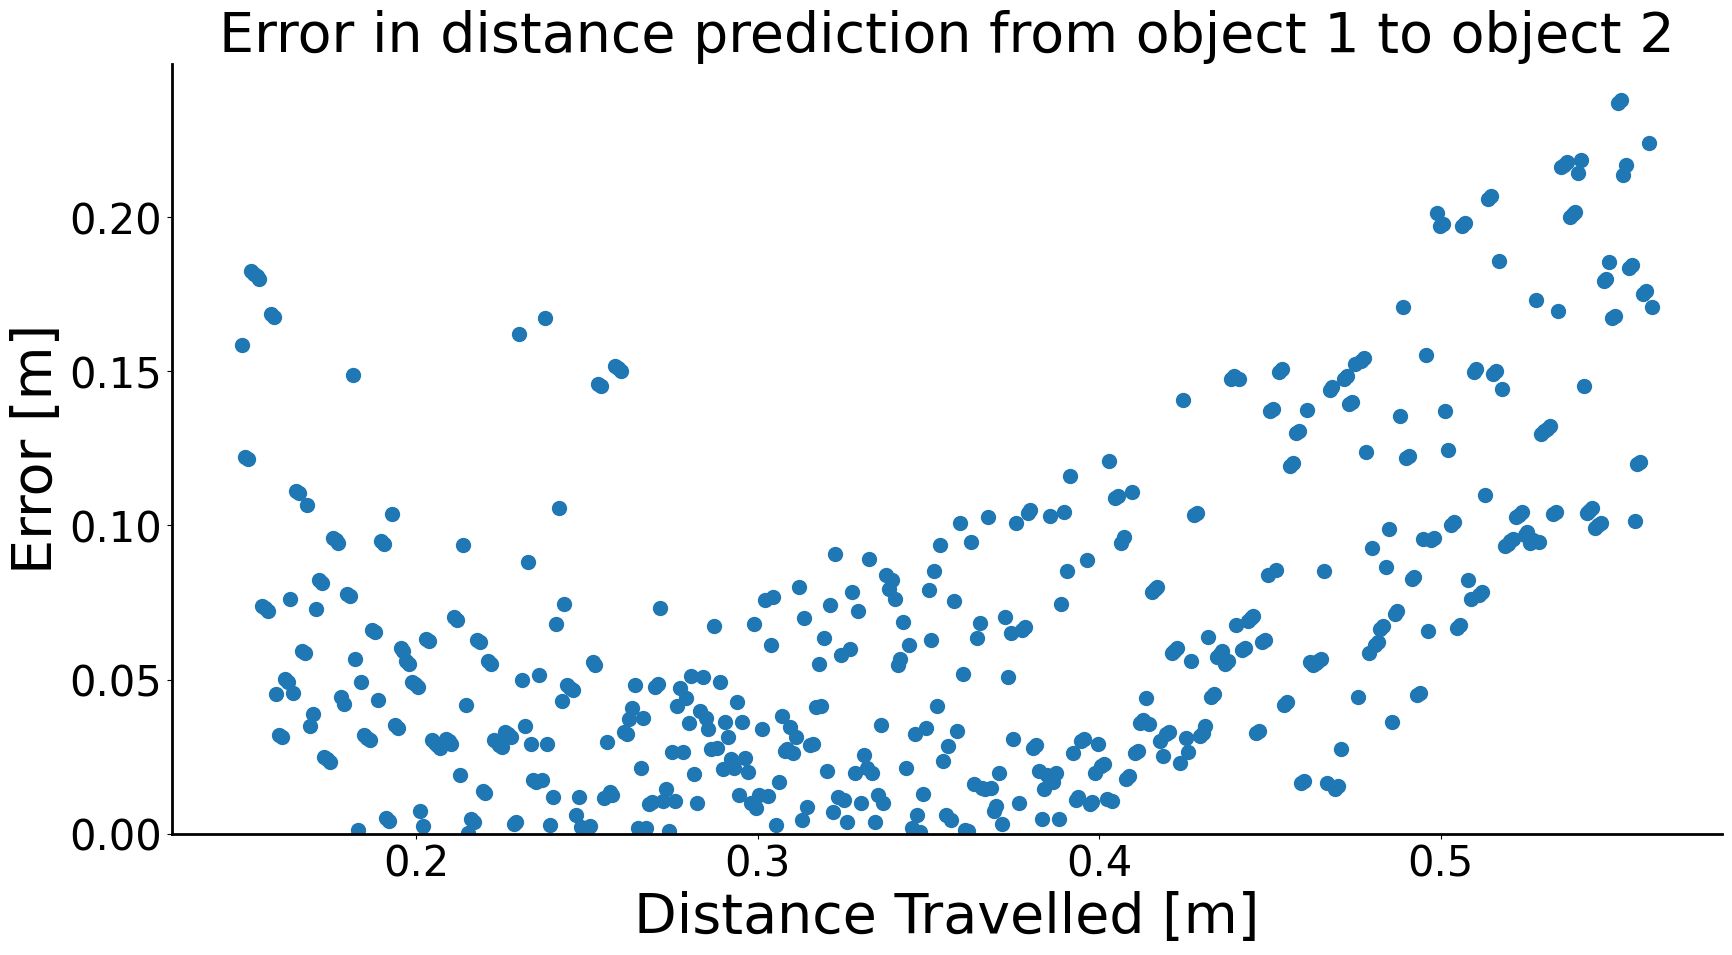 Error in distance prediction from object 1 to object 2
Error [m]
0.20
0.15
0.10
0.05
0.00
0.2 0.3 0.4 0.5
Distance Travelled [m]